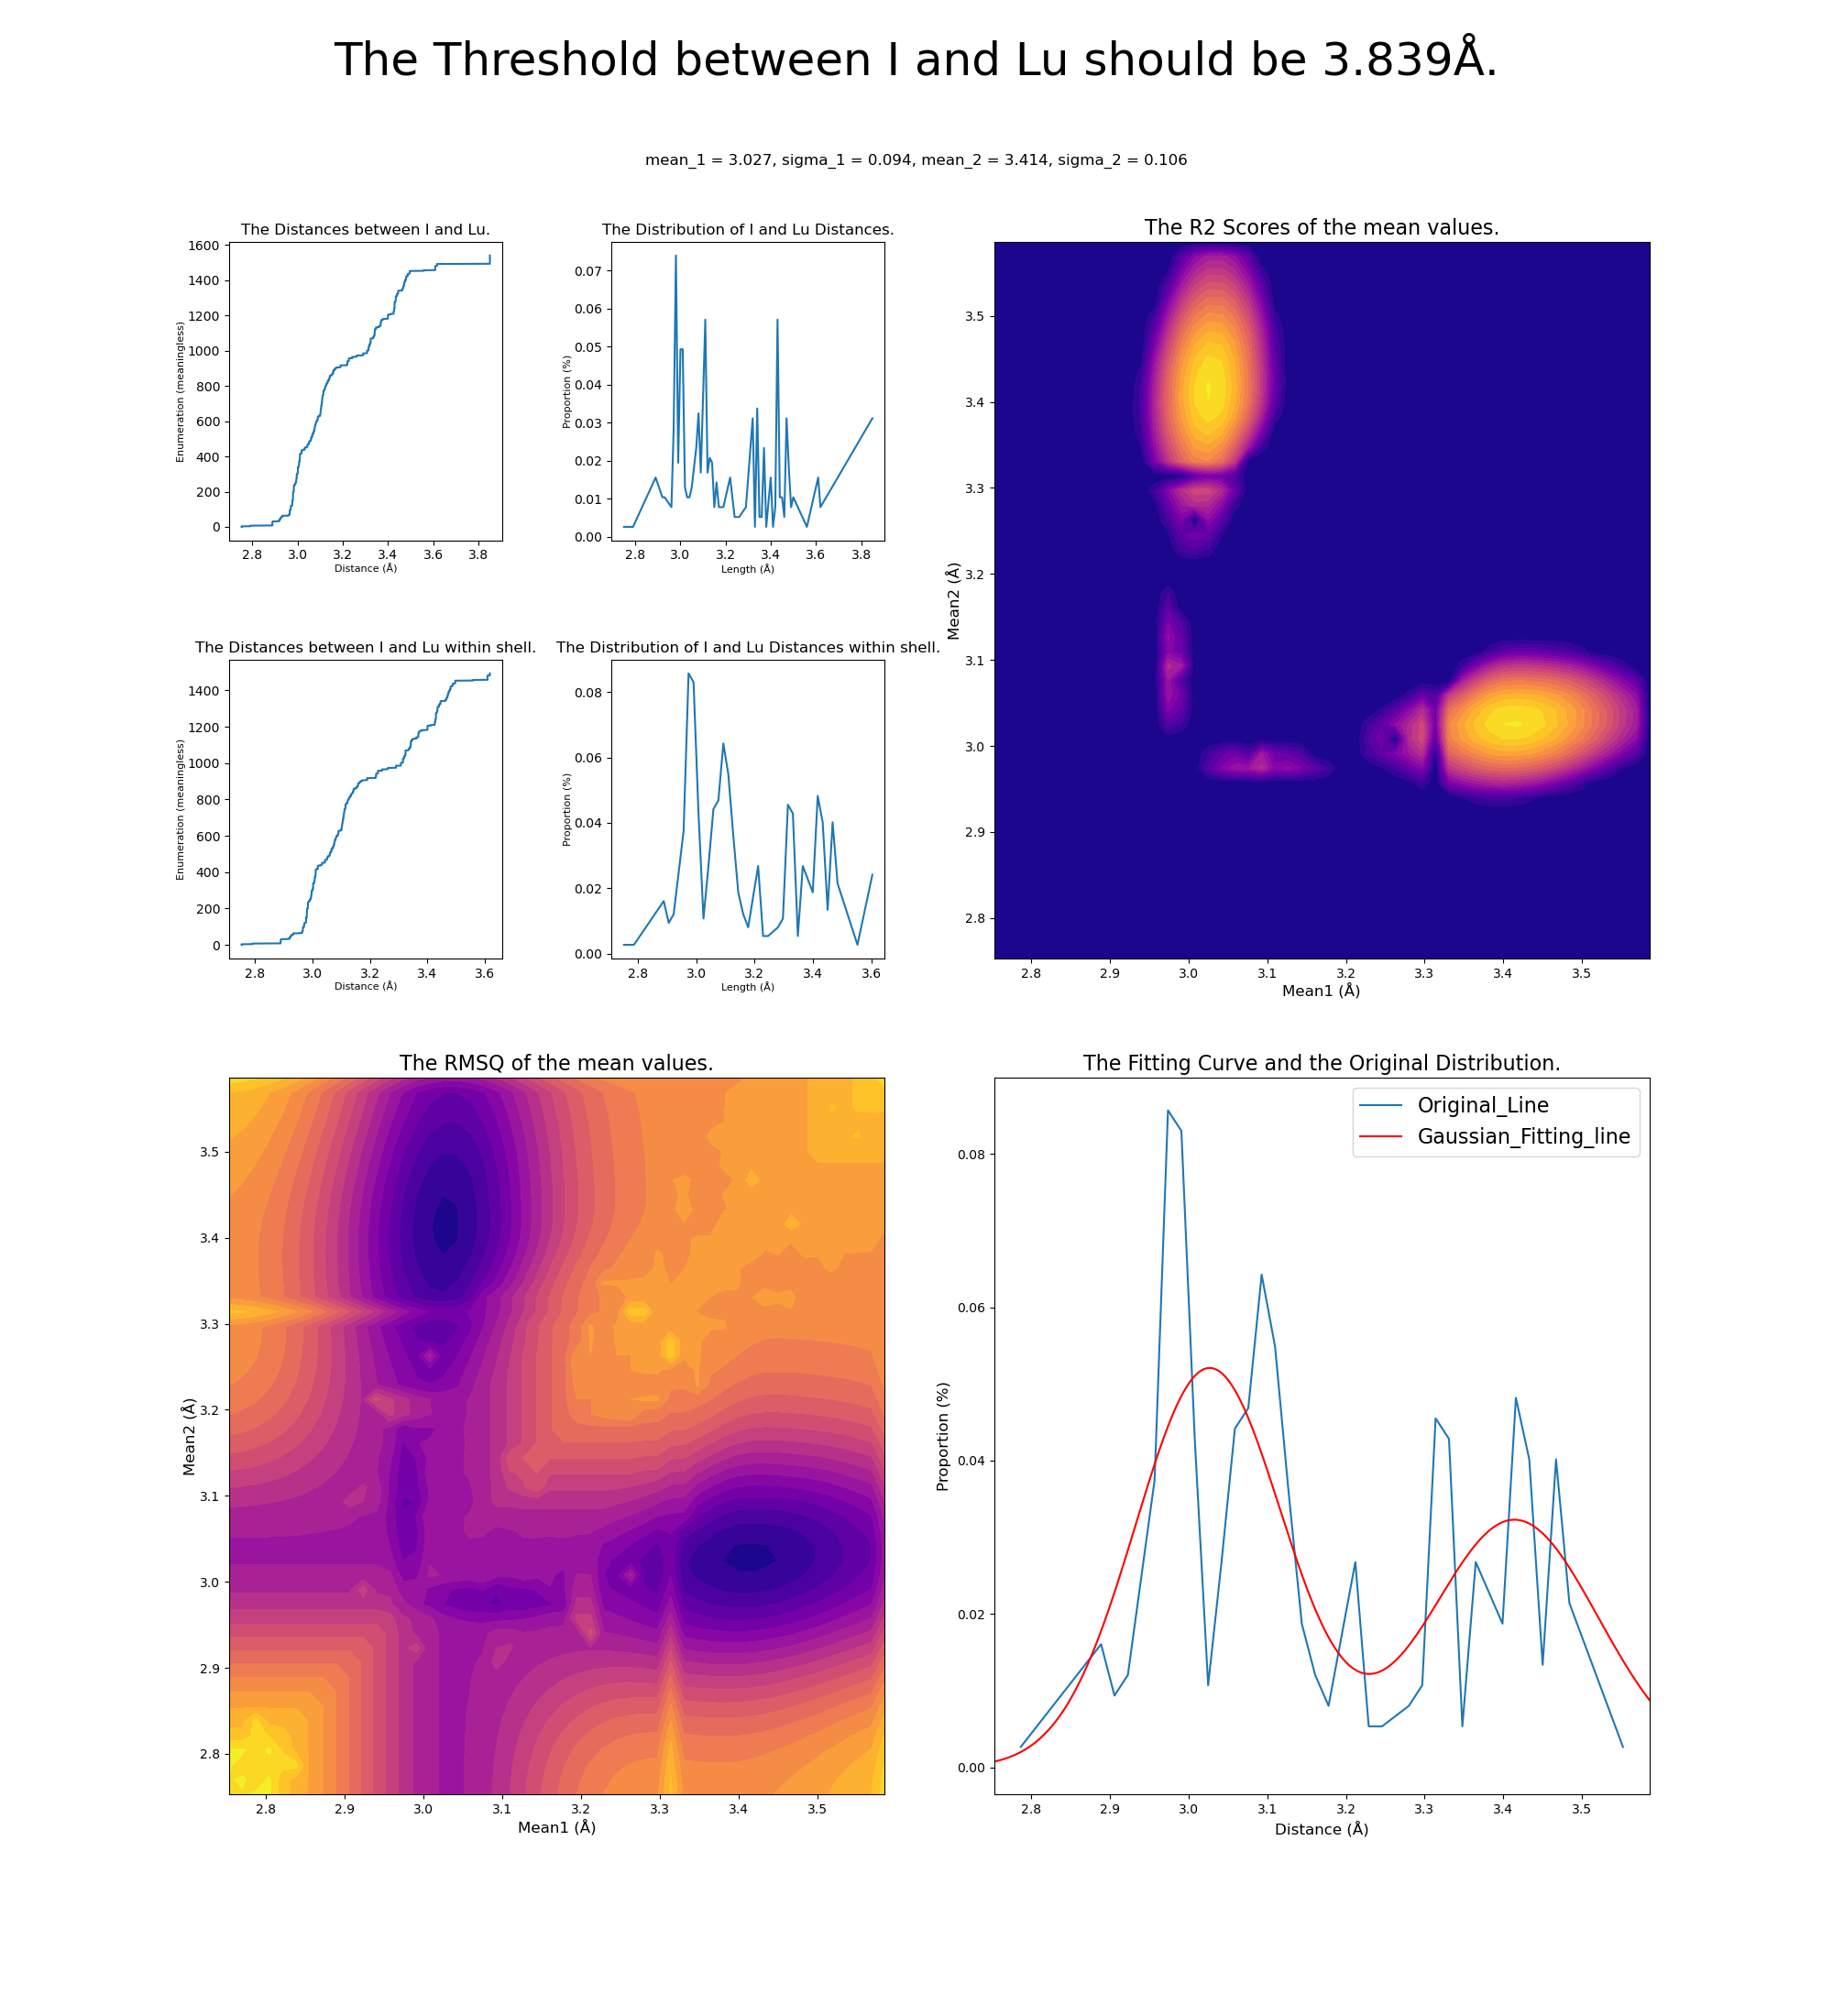 The Threshold between I and Lu should be 3.839Å.
mean_1 = 3.027, sigma_1 = 0.094, mean_2 = 3.414, sigma_2 = 0.106
The Distances between I and Lu.
Enumeration (meaningless)
1600
1400
1200
1000
800
600
400
200
0
2.8 3.0 3.2 3.4 3.6 3.8
Distance (Å)
The Distribution of I and Lu Distances.
Proportion (%)
0.07
0.06
0.05
0.04
0.03
0.02
0.01
0.00
2.8 3.0 3.2 3.4 3.6 3.8
Length (Å)
The R2 Scores of the mean values.
Mean2 (Å)
3.5
3.4
3.3
3.2
3.1
3.0
2.9
2.8
2.8 2.9 3.0 3.1 3.2 3.3 3.4 3.5
Mean1 (Å)
The Distances between I and Lu within shell.
Enumeration (meaningless)
1400
1200
1000
800
600
400
200
0
2.8 3.0 3.2 3.4 3.6
Distance (Å)
The Distribution of I and Lu Distances within shell.
Proportion (%)
0.08
0.06
0.04
0.02
0.00
2.8 3.0 3.2 3.4 3.6
Length (Å)
The RMSQ of the mean values.
Mean2 (Å)
3.5
3.4
3.3
3.2
3.1
3.0
2.9
2.8
2.8 2.9 3.0 3.1 3.2 3.3 3.4 3.5
Mean1 (Å)
The Fitting Curve and the Original Distribution.
Original_Line
Gaussian_Fitting_line
Proportion (%)
0.08
0.06
0.04
0.02
0.00
2.8 2.9 3.0 3.1 3.2 3.3 3.4 3.5
Distance (Å)